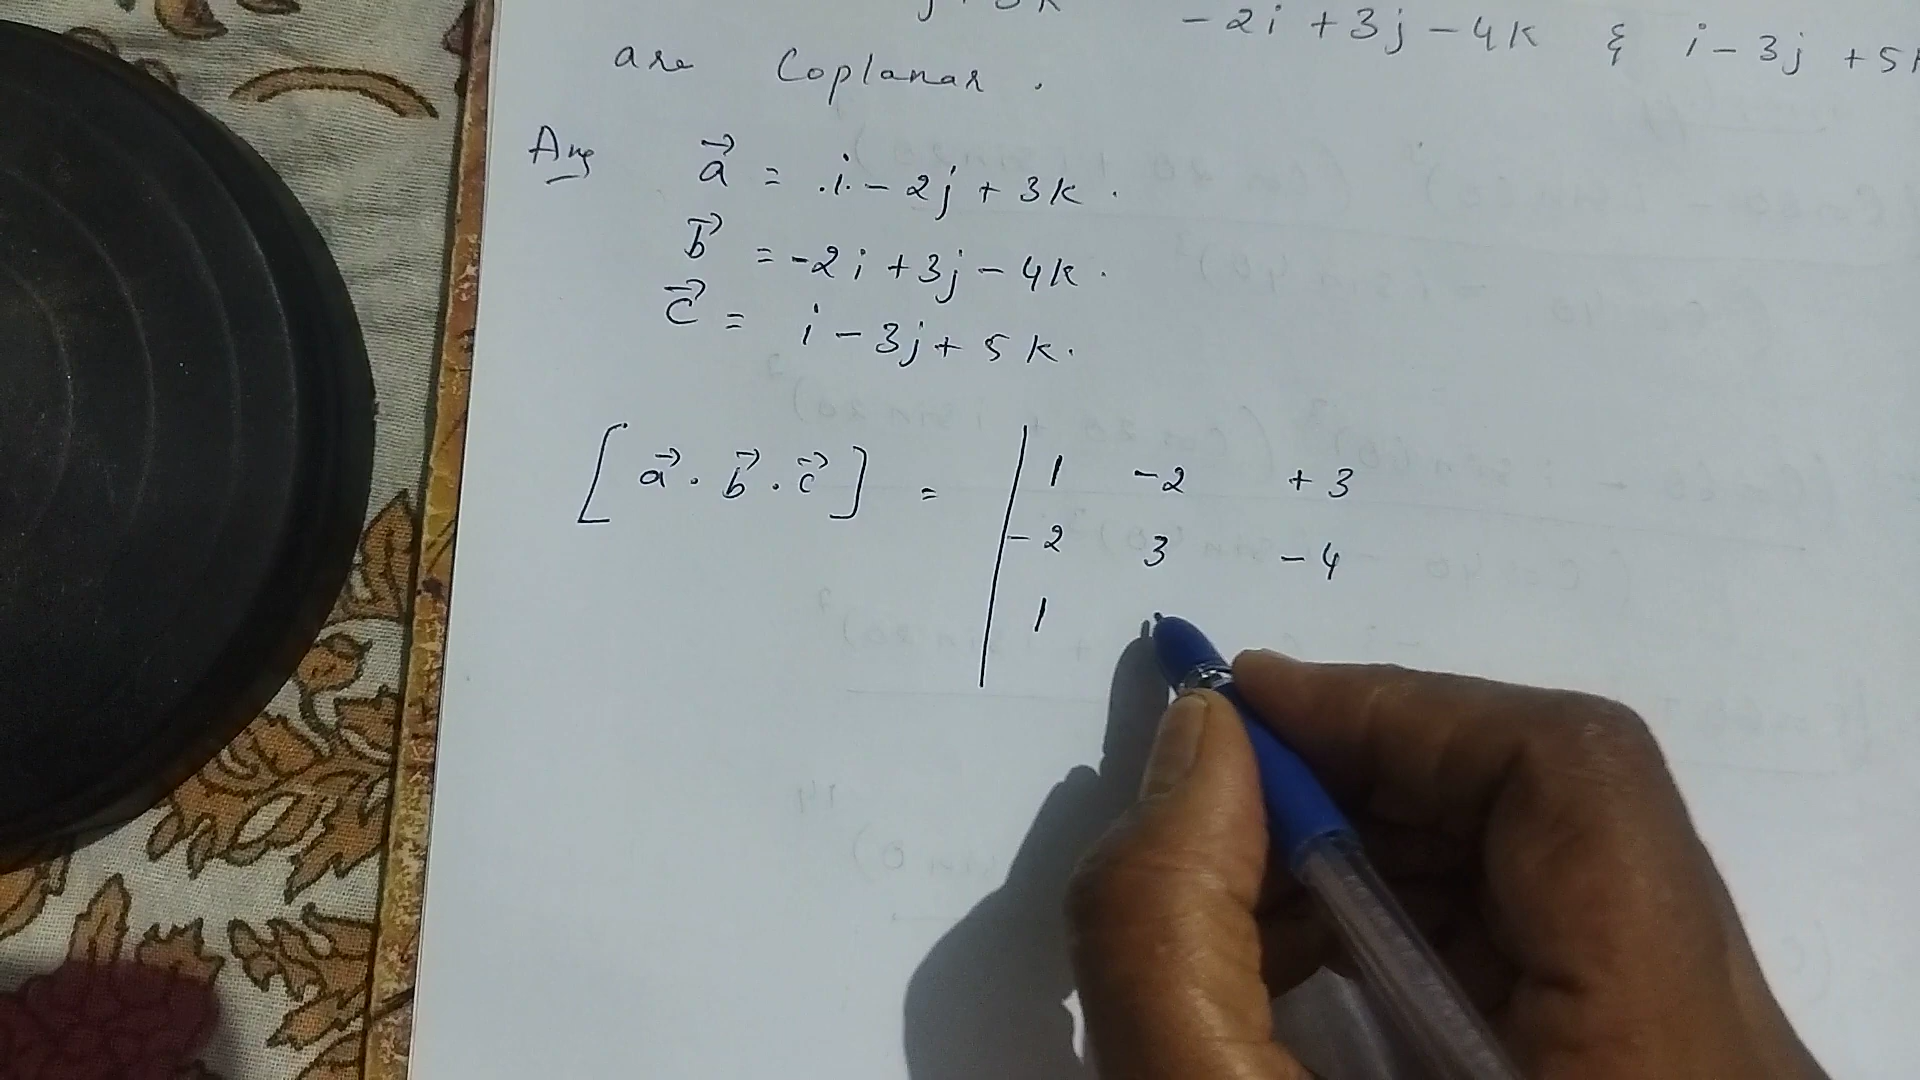 -2i + 3j - 4k & i - 3j + 5k
are Coplanar.
Ans a⃗ = i - 2j + 3k.
b⃗ = -2i + 3j - 4k.
c⃗ = i - 3j + 5k.
[a⃗ . b⃗ . c⃗] = | 1 -2 +3
-2 3 -4
1